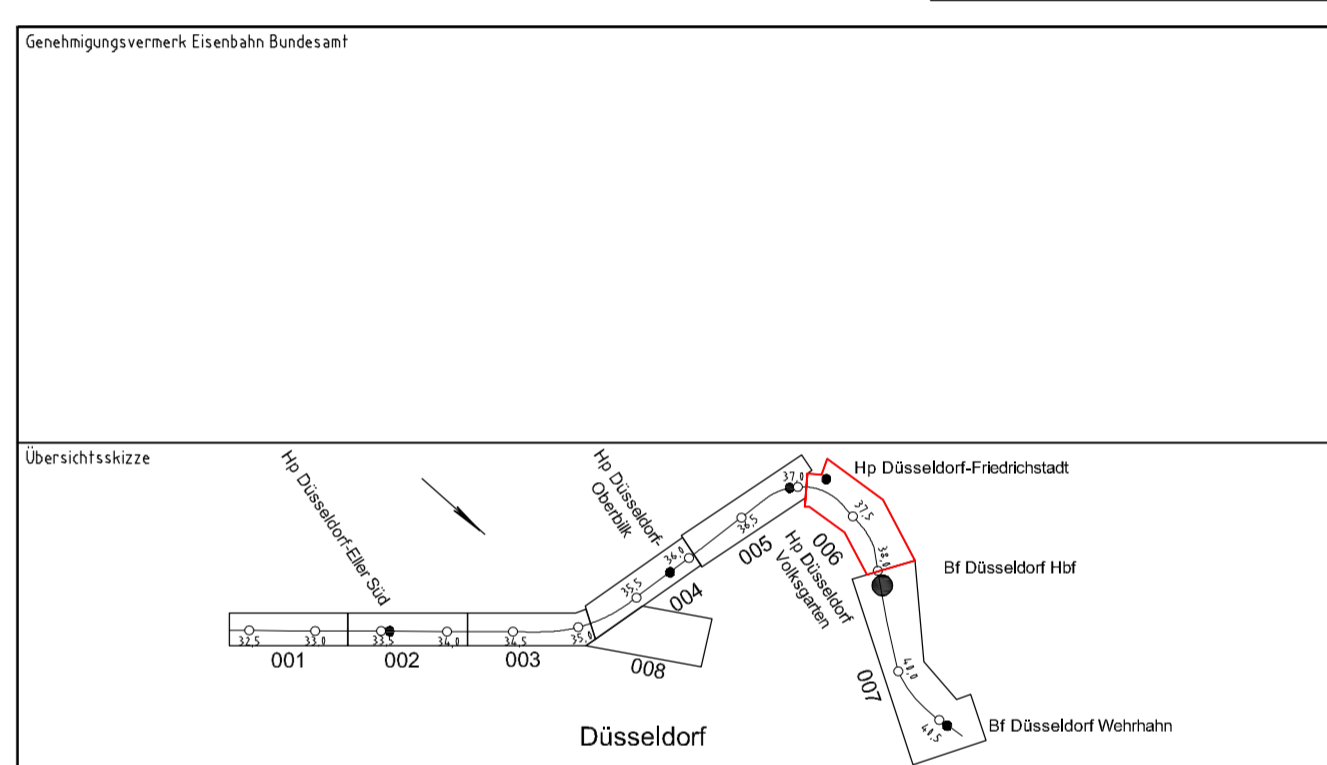 Genehmigungsvermerk Eisenbahn Bundesamt
Übersichtsskizze
Hp Düsseldorf-Eller Süd
Hp Düsseldorf-
Oberbilk
Hp Düsseldorf-Friedrichstadt
Hp Düsseldorf
Volksgarten
Bf Düsseldorf Hbf
Bf Düsseldorf Wehrhahn
32,5
33,0
33,5
34,0
34,5
35,0
35,5
36,0
36,5
37,0
37,5
38,0
40,0
40,5
001
002
003
004
005
006
007
008
Düsseldorf